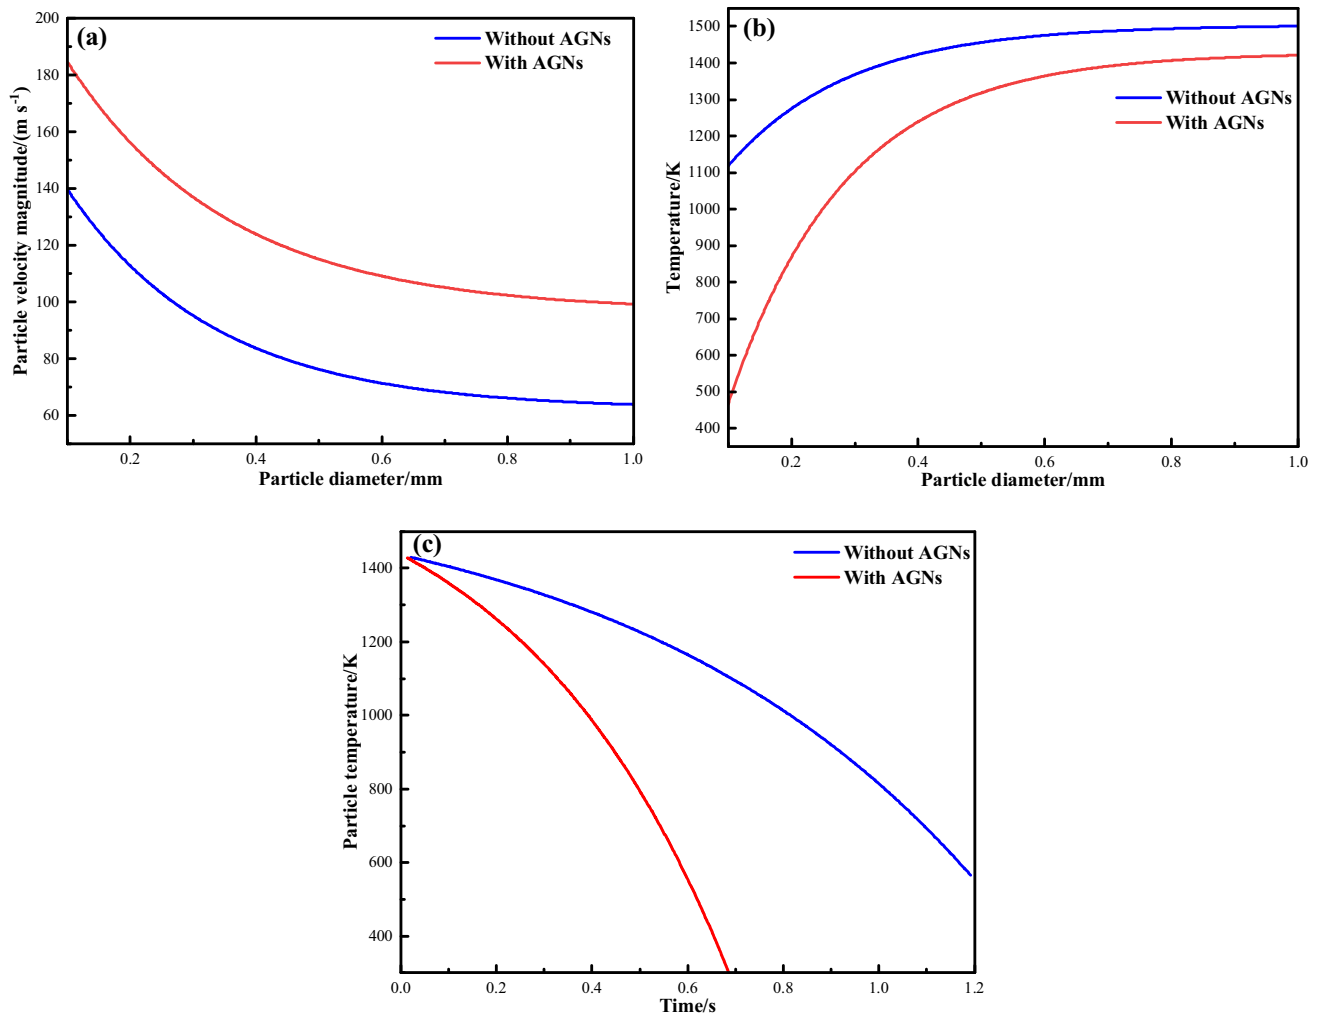 (a)
Without AGNs
With AGNs
Particle velocity magnitude/(m s⁻¹)
200
180
160
140
120
100
80
60
0.2
0.4
0.6
0.8
1.0
Particle diameter/mm
(b)
Without AGNs
With AGNs
Temperature/K
1500
1400
1300
1200
1100
1000
900
800
700
600
500
400
0.2
0.4
0.6
0.8
1.0
Particle diameter/mm
(c)
Without AGNs
With AGNs
Particle temperature/K
1400
1200
1000
800
600
400
0.0
0.2
0.4
0.6
0.8
1.0
1.2
Time/s